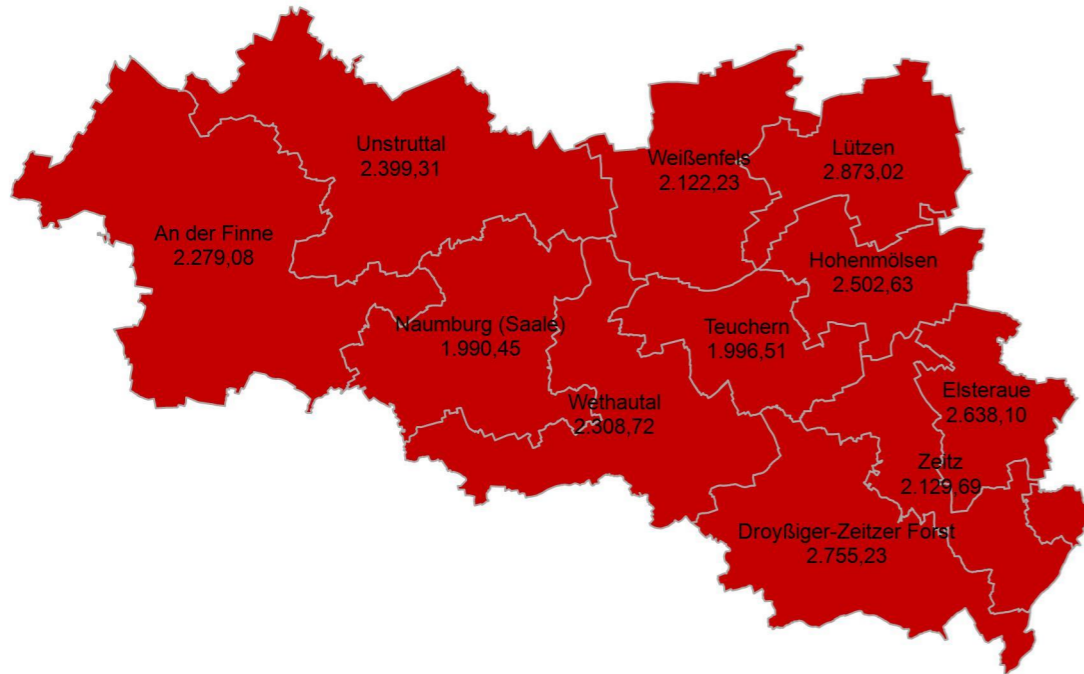 Unstruttal
2.399,31
Weißenfels
2.122,23
Lützen
2.873,02
An der Finne
2.279,08
Hohenmölsen
2.502,63
Naumburg (Saale)
1.990,45
Teuchern
1.996,51
Wethautal
2.308,72
Elsteraue
2.638,10
Zeitz
2.129,69
Droyßiger-Zeitzer Forst
2.755,23